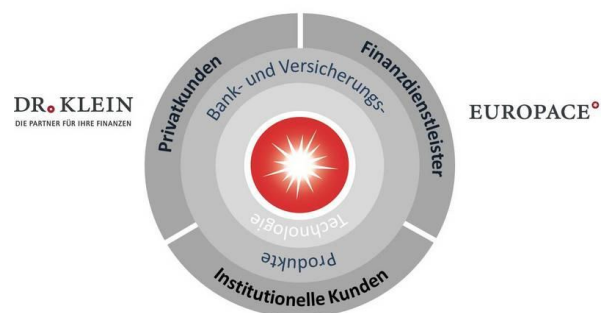 DR. KLEIN
DIE PARTNER FÜR IHRE FINANZEN
Privatkunden
Finanzdienstleister
EUROPACE
Bank- und Versicherungs-
Technologie
Produkte
Institutionelle Kunden